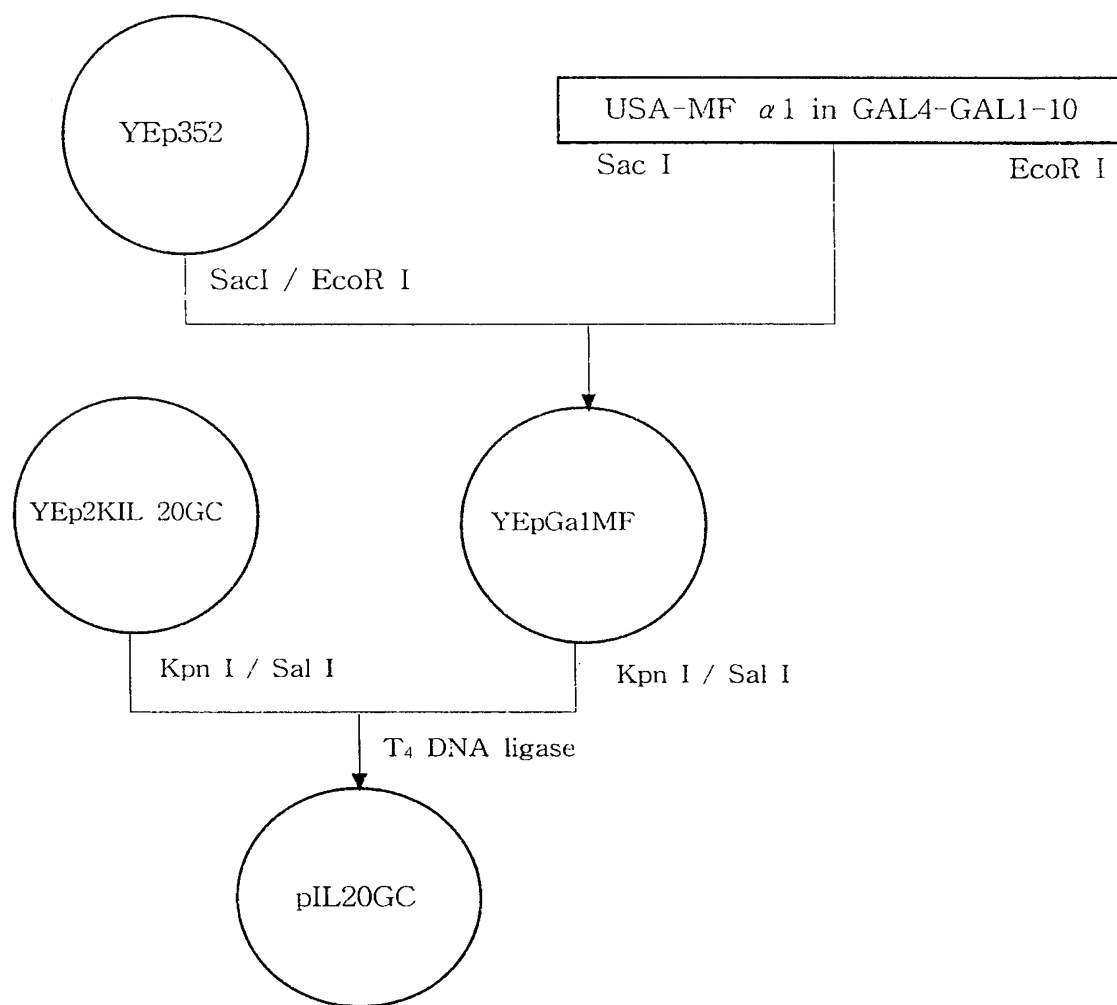 YEp352
USA-MF α1 in GAL4-GAL1-10
Sac I
EcoR I
SacI / EcoR I
YEp2KIL 20GC
YEpGa1MF
Kpn I / Sal I
Kpn I / Sal I
T₄ DNA ligase
pIL20GC